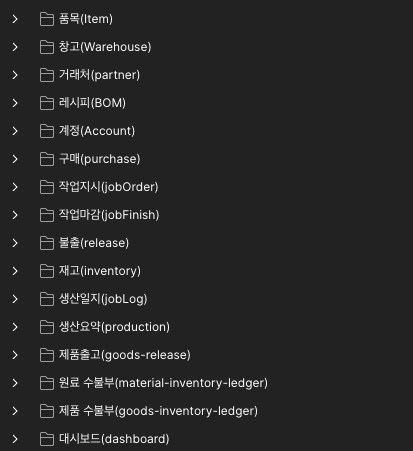 품목(Item)
창고(Warehouse)
거래처(partner)
레시피(BOM)
계정(Account)
구매(purchase)
작업지시(jobOrder)
작업마감(jobFinish)
불출(release)
재고(inventory)
생산일지(jobLog)
생산요약(production)
제품출고(goods-release)
원료 수불부(material-inventory-ledger)
제품 수불부(goods-inventory-ledger)
대시보드(dashboard)